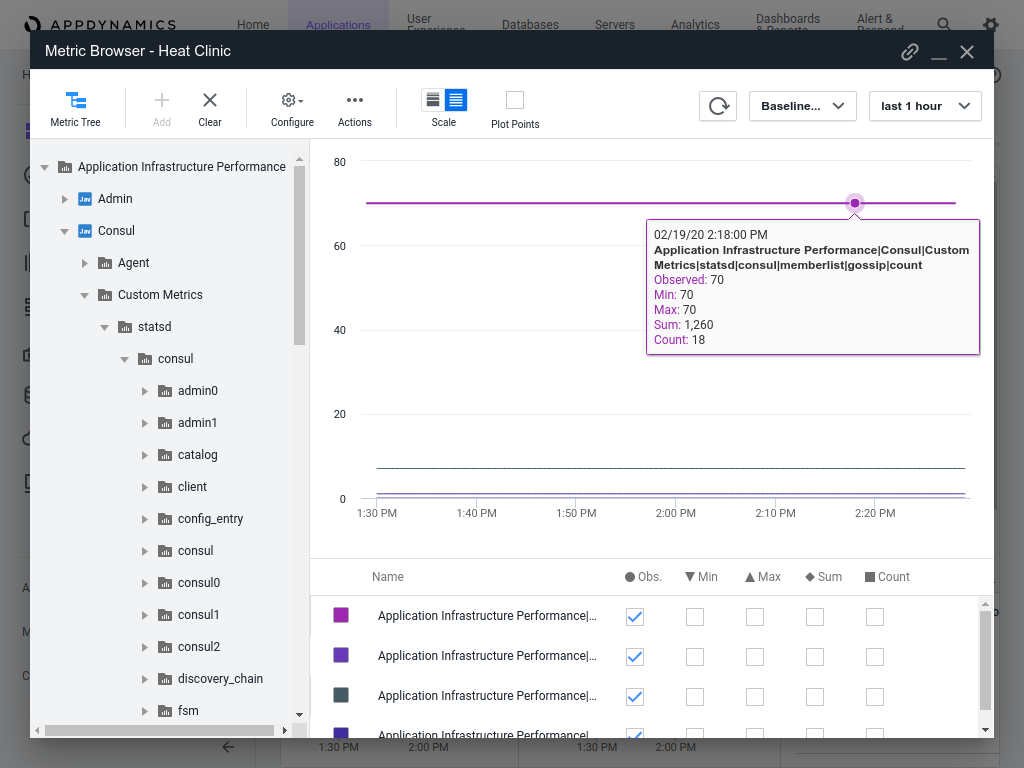 APPDYNAMICS
Home
Applications
User
Experience
Databases
Servers
Analytics
Dashboards
& Reports
Alert &
Respond
Metric Browser - Heat Clinic
Metric Tree
Add
Clear
Configure
Actions
Scale
Plot Points
Baseline...
last 1 hour
Application Infrastructure Performance
Jav Admin
Jav Consul
Agent
Custom Metrics
statsd
consul
admin0
admin1
catalog
client
config_entry
consul
consul0
consul1
consul2
discovery_chain
fsm
80
60
40
20
0
1:30 PM
1:40 PM
1:50 PM
2:00 PM
2:10 PM
2:20 PM
02/19/20 2:18:00 PM
Application Infrastructure Performance|Consul|Custom
Metrics|statsd|consul|memberlist|gossip|count
Observed: 70
Min: 70
Max: 70
Sum: 1,260
Count: 18
Name
Obs.
Min
Max
Sum
Count
Application Infrastructure Performance|...
Application Infrastructure Performance|...
Application Infrastructure Performance|...
Application Infrastructure Performance|
1:30 PM
2:00 PM
1:30 PM
2:00 PM